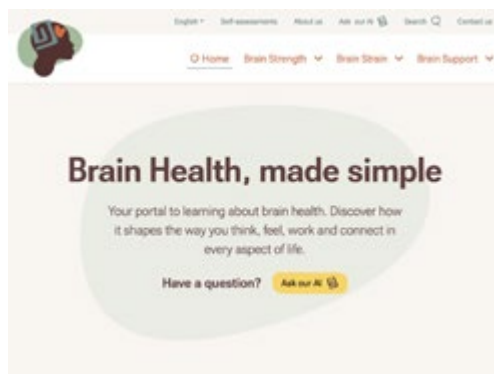 English Self-assessments About us Ask our AI Search Contact us
Home Brain Strength Brain Strain Brain Support
Brain Health, made simple
Your portal to learning about brain health. Discover how
it shapes the way you think, feel, work and connect in
every aspect of life.
Have a question? Ask our AI